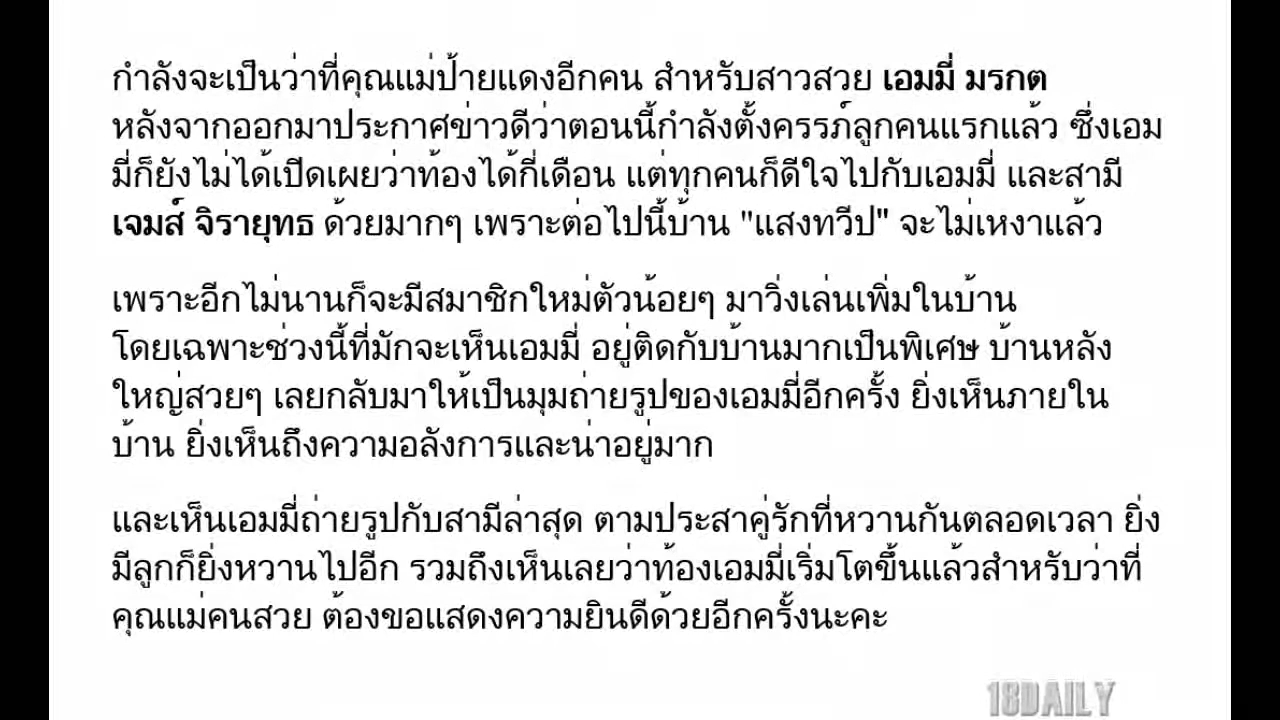 กำลังจะเป็นว่าที่คุณแม่ป้ายแดงอีกคน สำหรับสาวสวย เอมมี่ มรกต
หลังจากออกมาประกาศข่าวดีว่าตอนนี้กำลังตั้งครรภ์ลูกคนแรกแล้ว ซึ่งเอม
มี่ก็ยังไม่ได้เปิดเผยว่าท้องได้กี่เดือน แต่ทุกคนก็ดีใจไปกับเอมมี่ และสามี
เจมส์ จิรายุทธ ด้วยมากๆ เพราะต่อไปนี้บ้าน "แสงทวีป" จะไม่เหงาแล้ว
เพราะอีกไม่นานก็จะมีสมาชิกใหม่ตัวน้อยๆ มาวิ่งเล่นเพิ่มในบ้าน
โดยเฉพาะช่วงนี้ที่มักจะเห็นเอมมี่ อยู่ติดกับบ้านมากเป็นพิเศษ บ้านหลัง
ใหญ่สวยๆ เลยกลับมาให้เป็นมุมถ่ายรูปของเอมมี่อีกครั้ง ยิ่งเห็นภายใน
บ้าน ยิ่งเห็นถึงความอลังการและน่าอยู่มาก
และเห็นเอมมี่ถ่ายรูปกับสามีล่าสุด ตามประสาคู่รักที่หวานกันตลอดเวลา ยิ่ง
มีลูกก็ยิ่งหวานไปอีก รวมถึงเห็นเลยว่าท้องเอมมี่เริ่มโตขึ้นแล้วสำหรับว่าที่
คุณแม่คนสวย ต้องขอแสดงความยินดีด้วยอีกครั้งนะคะ
18DAILY